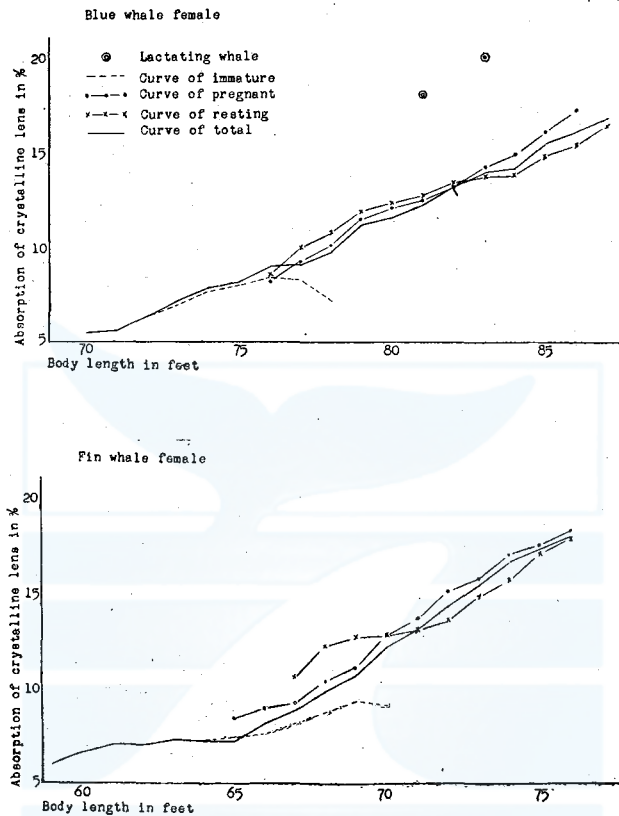 Blue whale female
Absorption of crystalline lens in %
20
15
10
5
Lactating whale
Curve of immature
Curve of pregnant
Curve of resting
Curve of total
70
75
80
85
Body length in feet
Fin whale female
Absorption of crystalline lens in %
20
15
10
5
60
65
70
75
Body length in feet